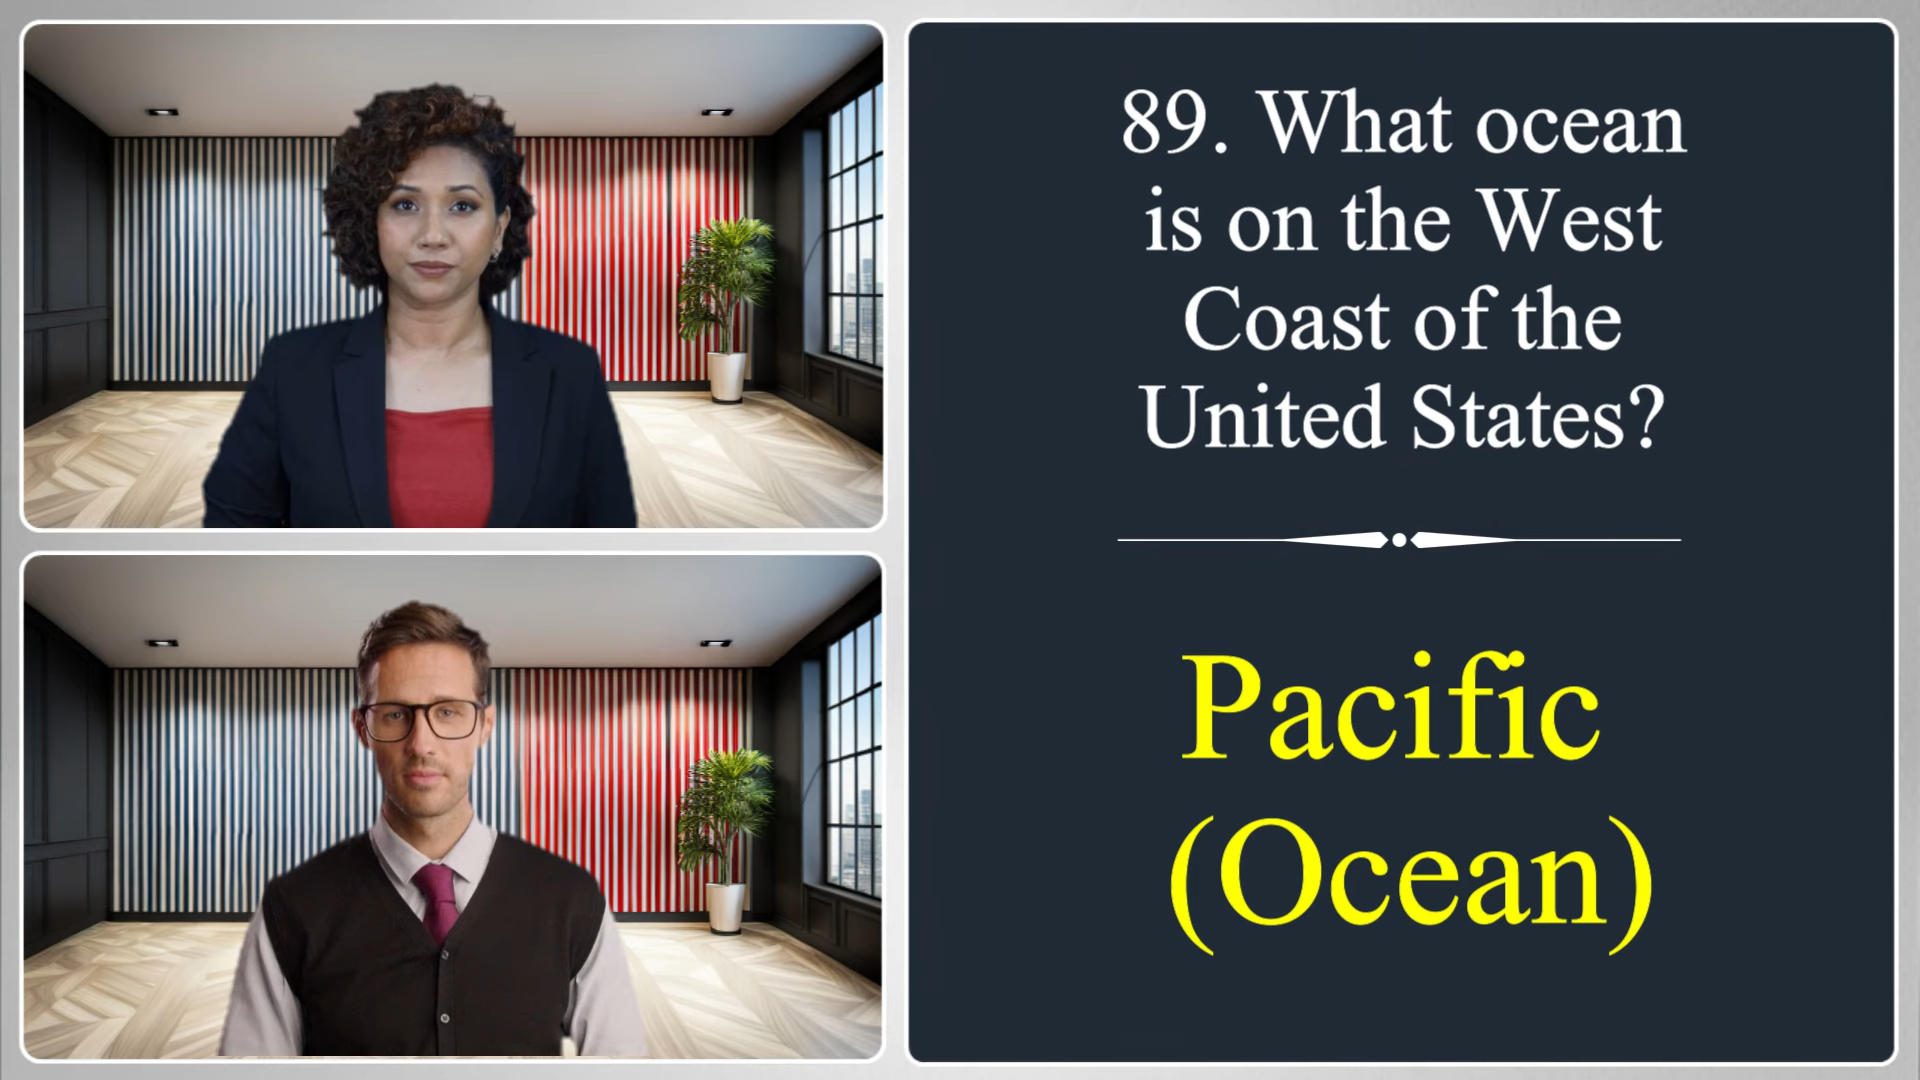 89. What ocean
is on the West
Coast of the
United States?
Pacific
(Ocean)